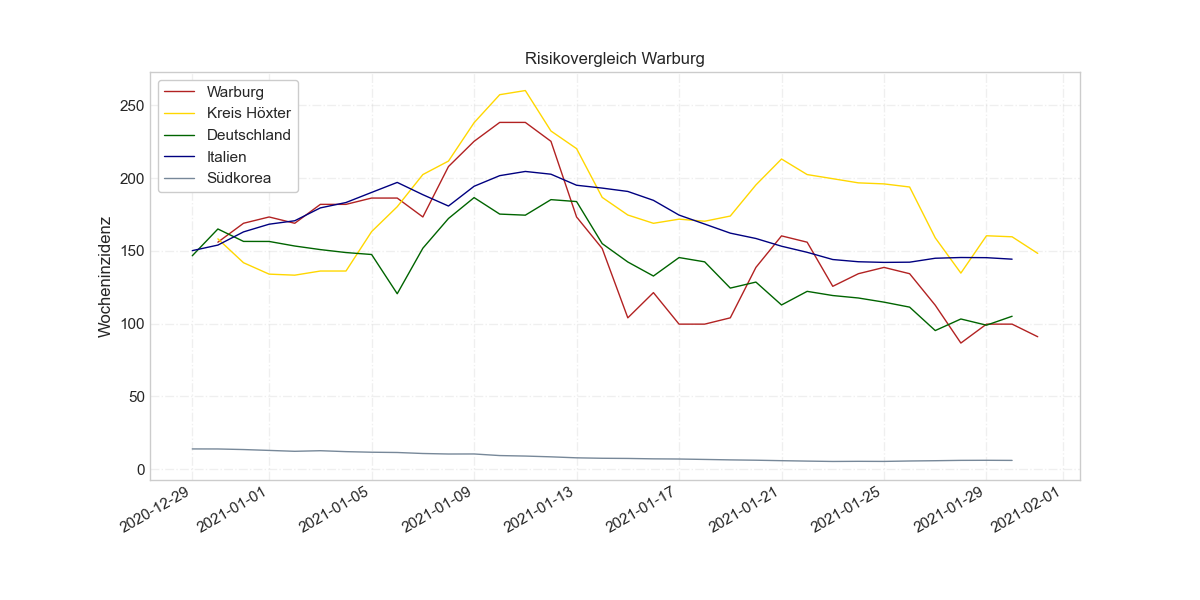 Risikovergleich Warburg
Wocheninzidenz
Warburg
Kreis Höxter
Deutschland
Italien
Südkorea
250
200
150
100
50
0
2020-12-29
2021-01-01
2021-01-05
2021-01-09
2021-01-13
2021-01-17
2021-01-21
2021-01-25
2021-01-29
2021-02-01